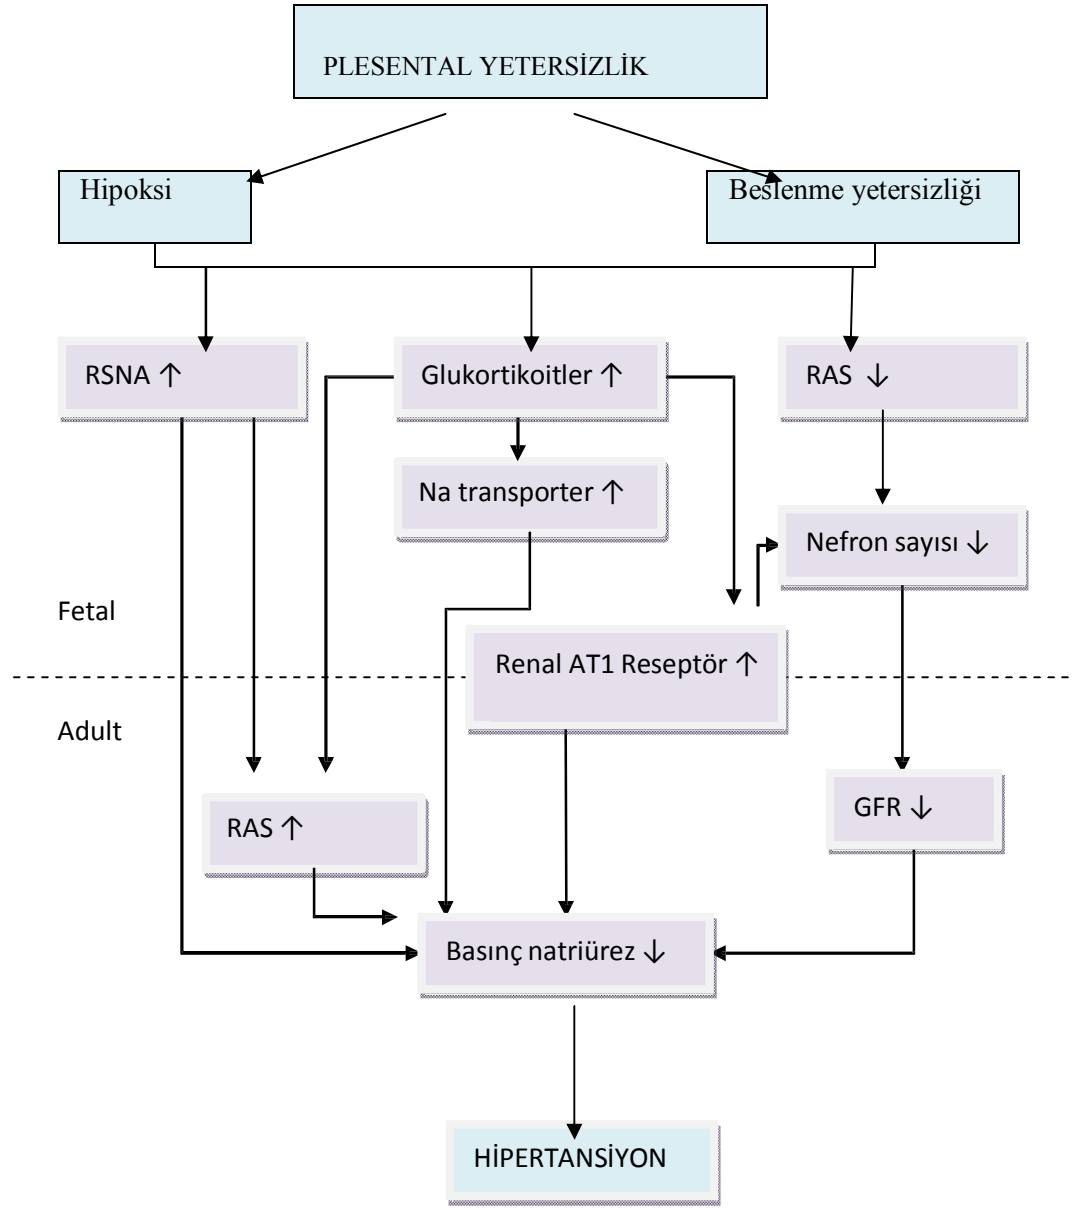 PLESENTAL YETERSİZLİK
Hipoksi
Beslenme yetersizliği
RSNA ↑
Glukortikoitler ↑
RAS ↓
Na transporter ↑
Nefron sayısı ↓
Fetal
Renal AT1 Reseptör ↑
Adult
RAS ↑
GFR ↓
Basınç natriürez ↓
HİPERTANSİYON